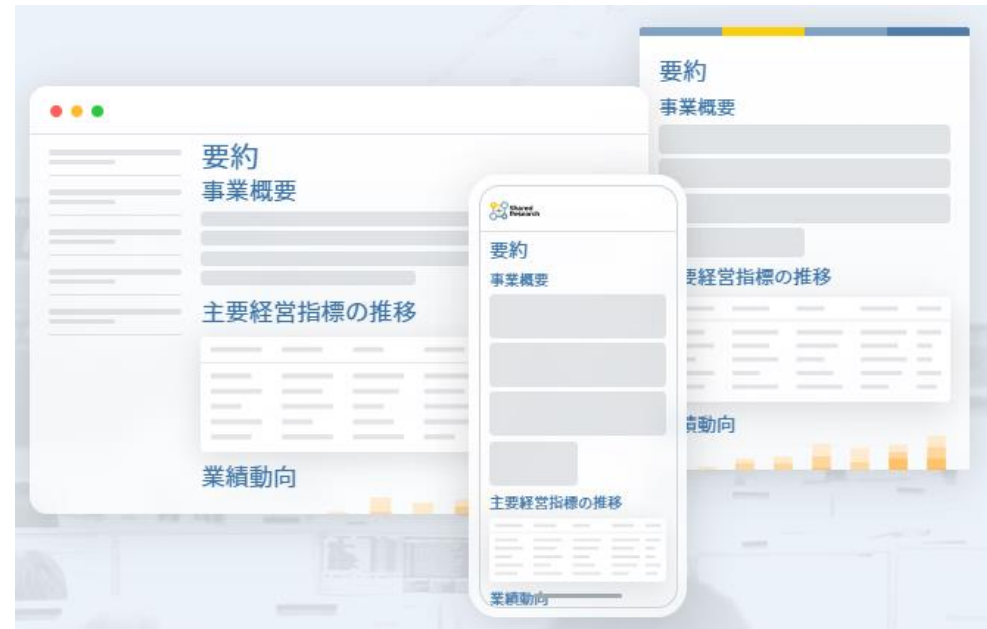 要約
事業概要
主要経営指標の推移
業績動向
Shared
Research
要約
事業概要
主要経営指標の推移
業績動向
要約
事業概要
要経営指標の推移
績動向